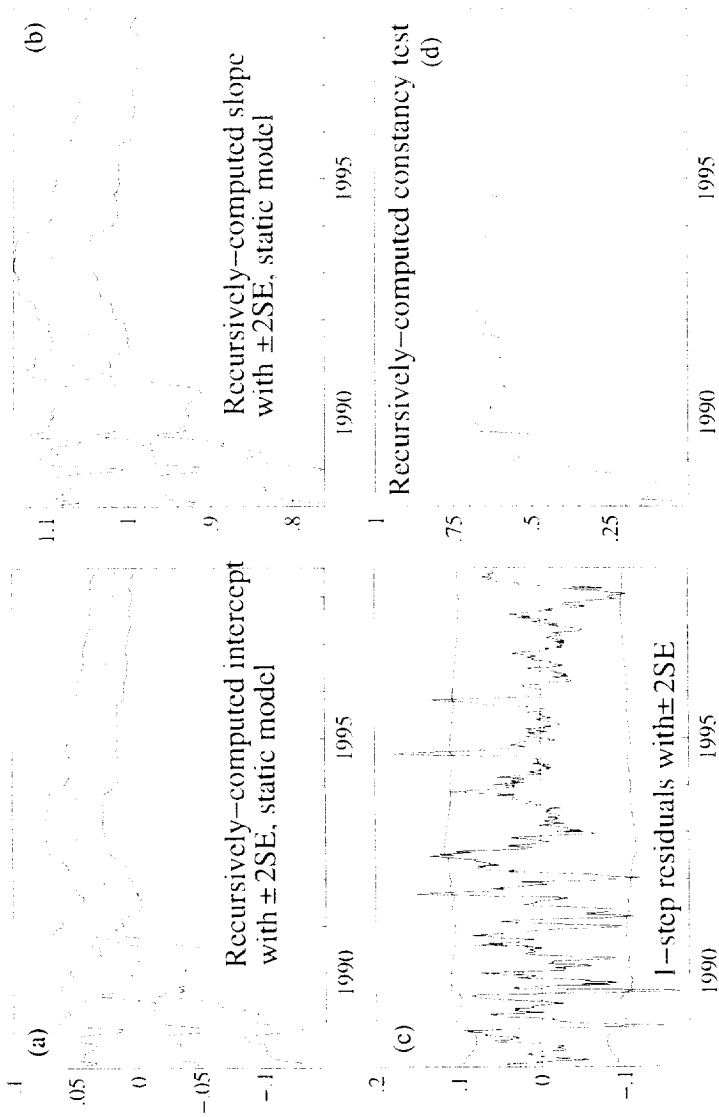 (a)
.1
.05
0
-.05
-.1
Recursively-computed intercept
with ±2SE, static model
1990
1995
(b)
1.1
1
.9
.8
Recursively-computed slope
with ±2SE, static model
1990
1995
(c)
.2
.1
0.0
-.1
1-step residuals with±2SE
1990
1995
Recursively-computed constancy test
(d)
1
.75
.5
.25
1990
1995